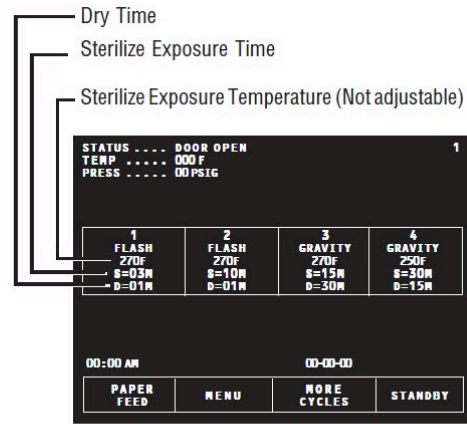 Dry Time
Sterilize Exposure Time
Sterilize Exposure Temperature (Not adjustable)
STATUS .... DOOR OPEN 1
TEMP ..... 000 F
PRESS ..... 00 PSIG
1 2 3 4
FLASH FLASH GRAVITY GRAVITY
270F 270F 270F 250F
S=03M S=10M S=15M S=30M
D=01M D=01M D=30M D=15M
00:00 AM 00-00-00
PAPER FEED MENU MORE CYCLES STANDBY